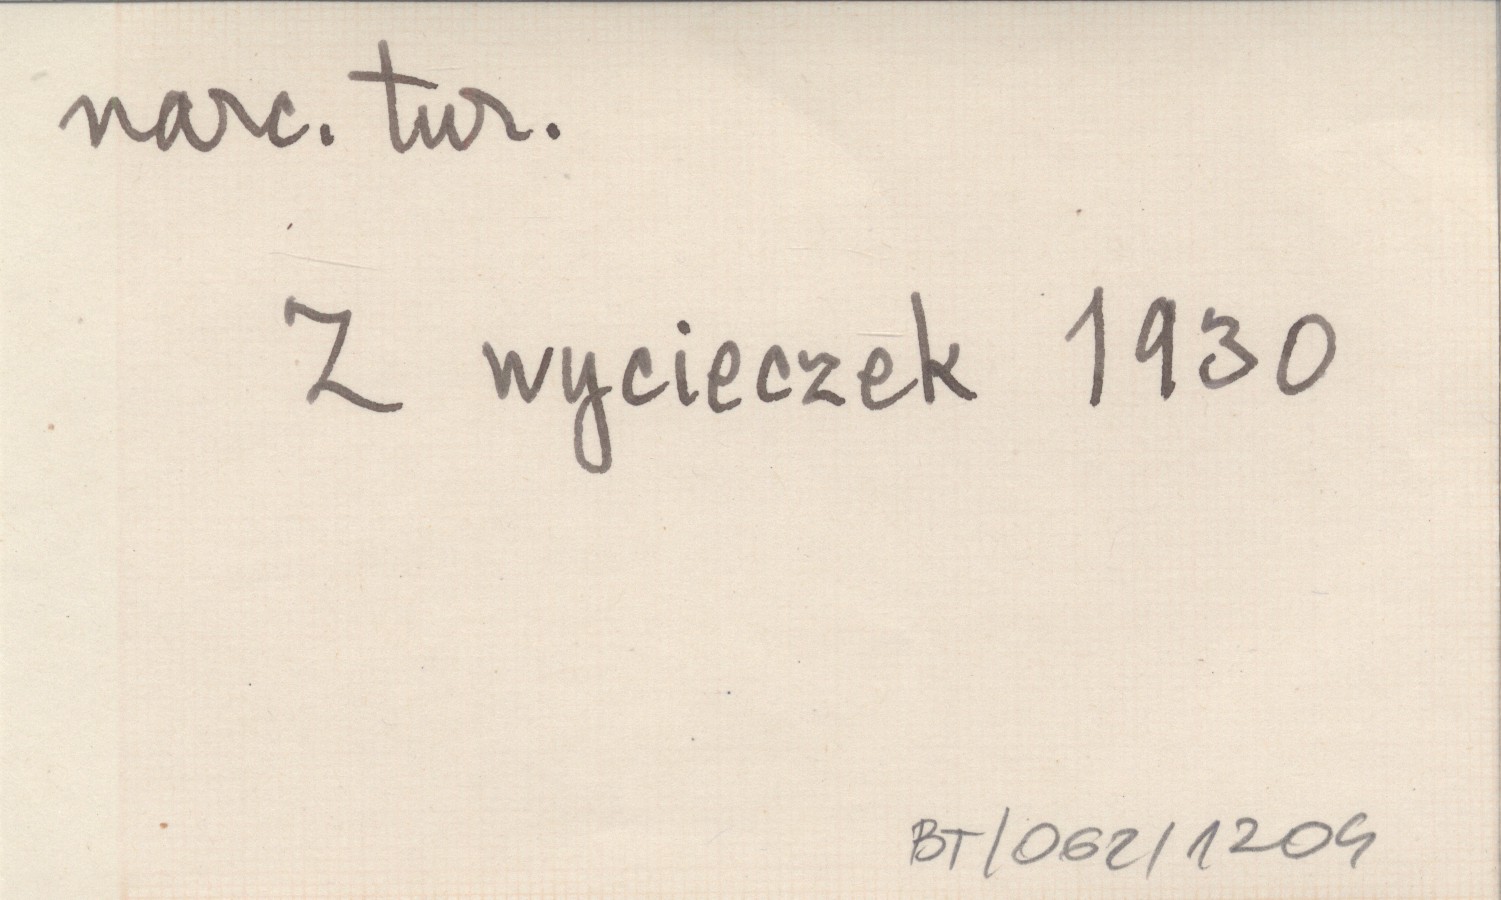 narc. tur.
Z wycieczek 1930
BT/062/1209